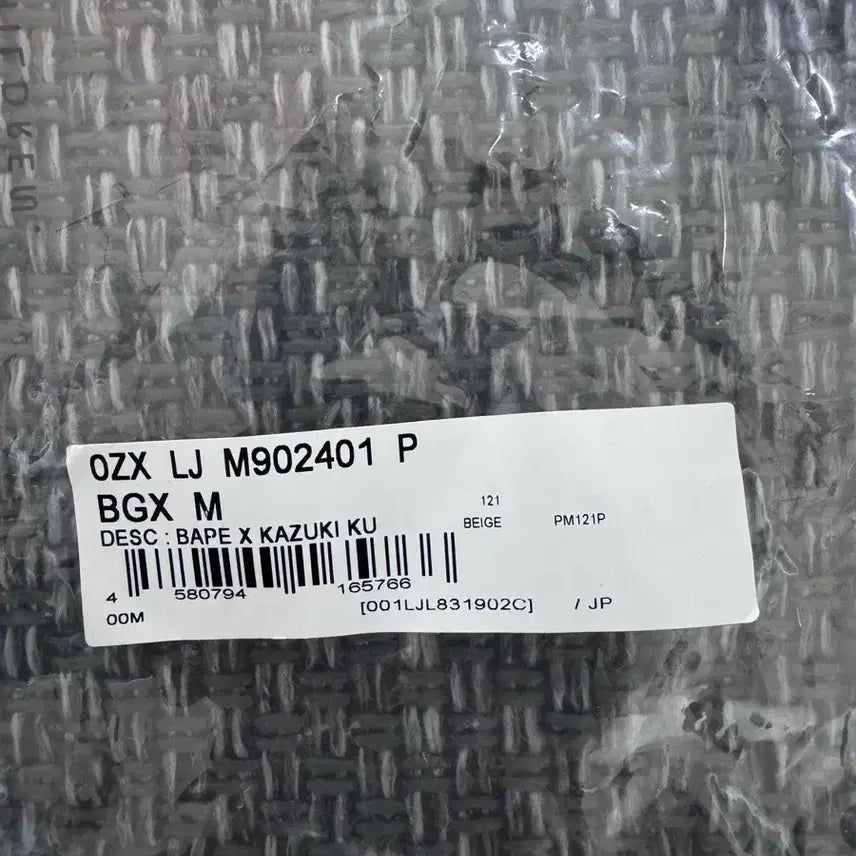 0ZX LJ M902401 P
BGX M
121
DESC : BAPE X KAZUKI KU
BEIGE PM121P
4 580794 165766
00M [001LJL831902C] / JP